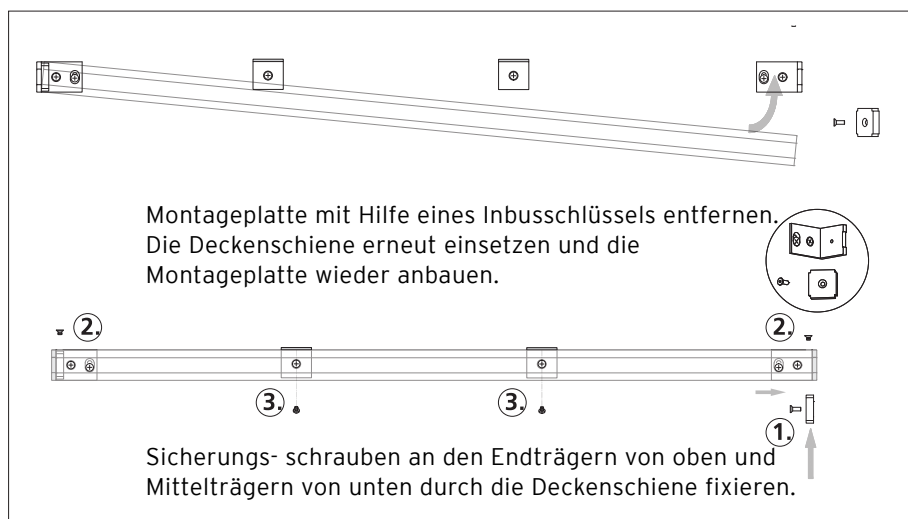 Montageplatte mit Hilfe eines Inbusschlüssels entfernen.
Die Deckenschiene erneut einsetzen und die
Montageplatte wieder anbauen.
2.
2.
3.
3.
1.
Sicherungs- schrauben an den Endträgern von oben und
Mittelträgern von unten durch die Deckenschiene fixieren.